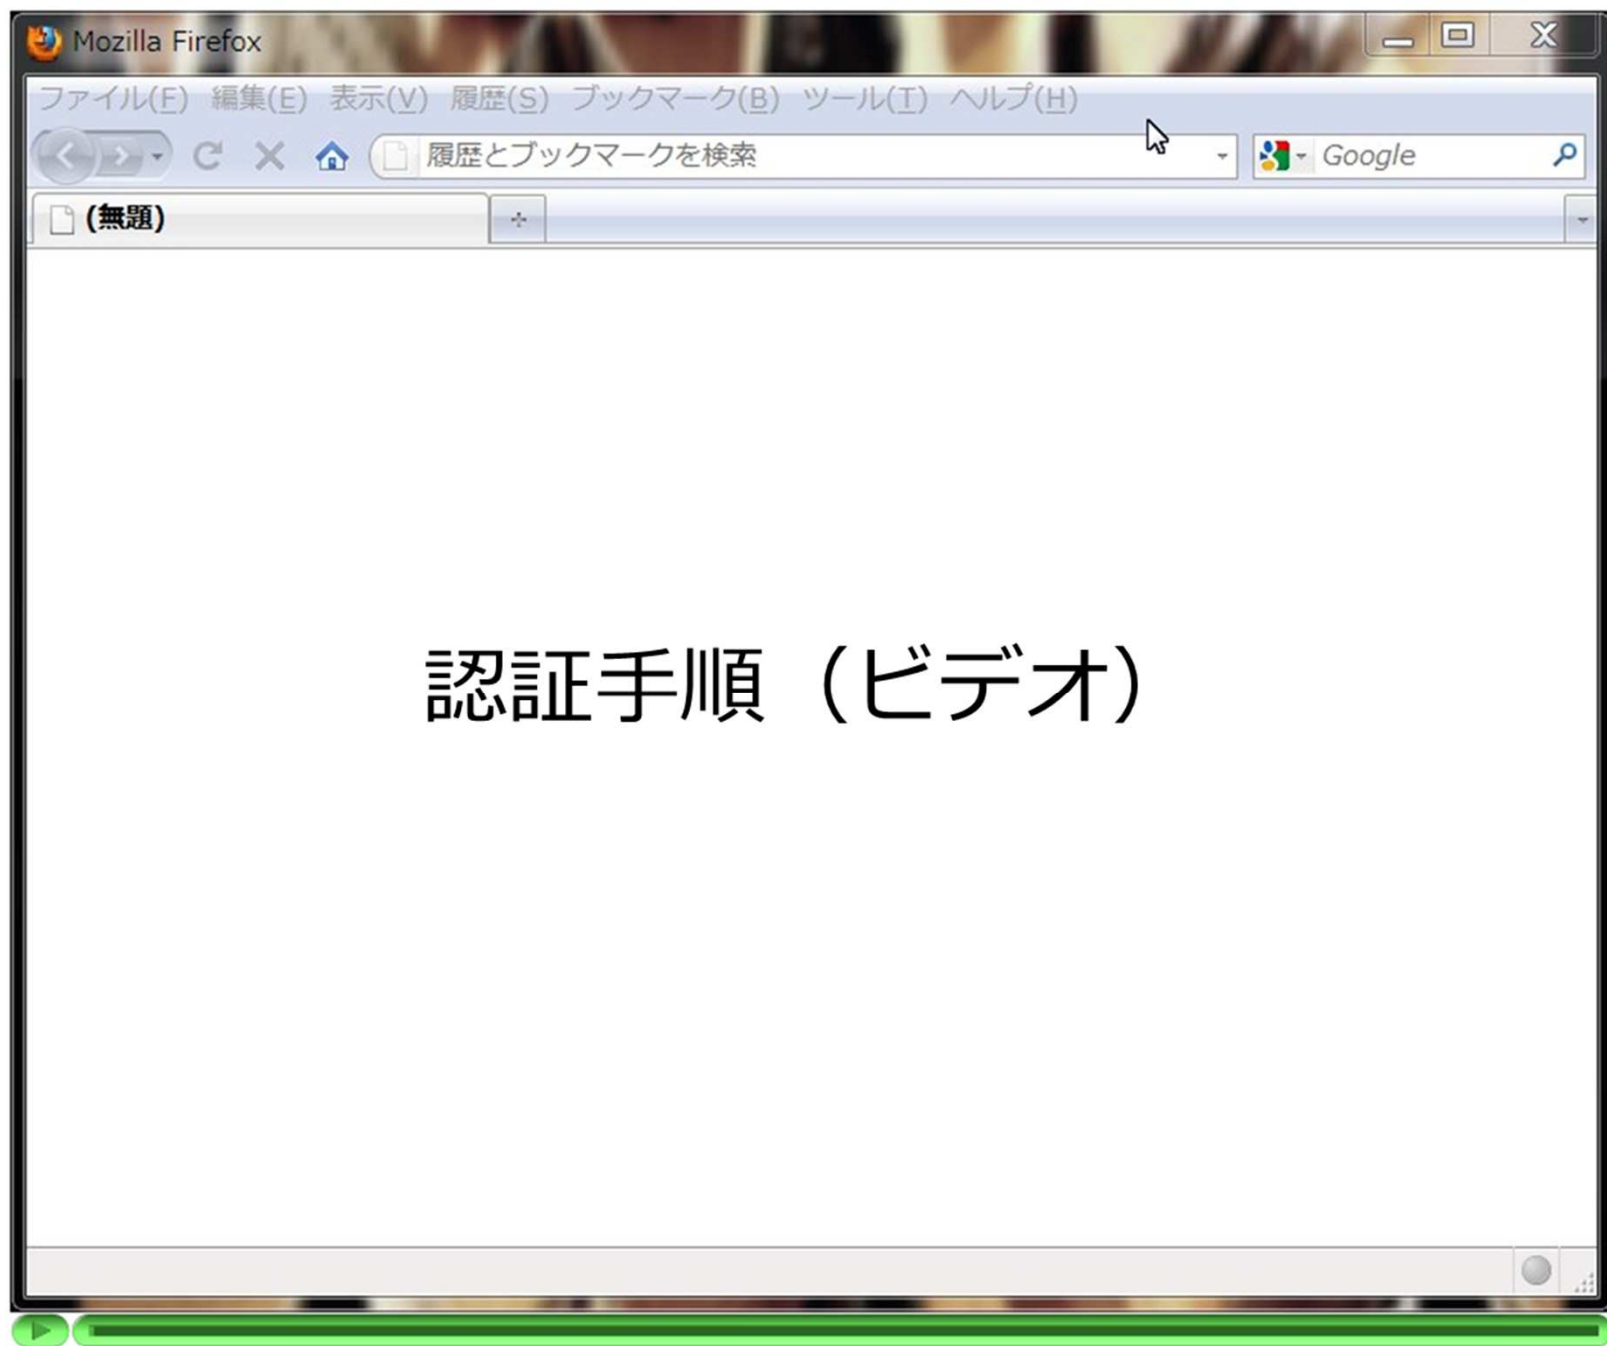 Mozilla Firefox
ファイル(F) 編集(E) 表示(V) 履歴(S) ブックマーク(B) ツール(T) ヘルプ(H)
履歴とブックマークを検索 Google
(無題)
認証手順（ビデオ）